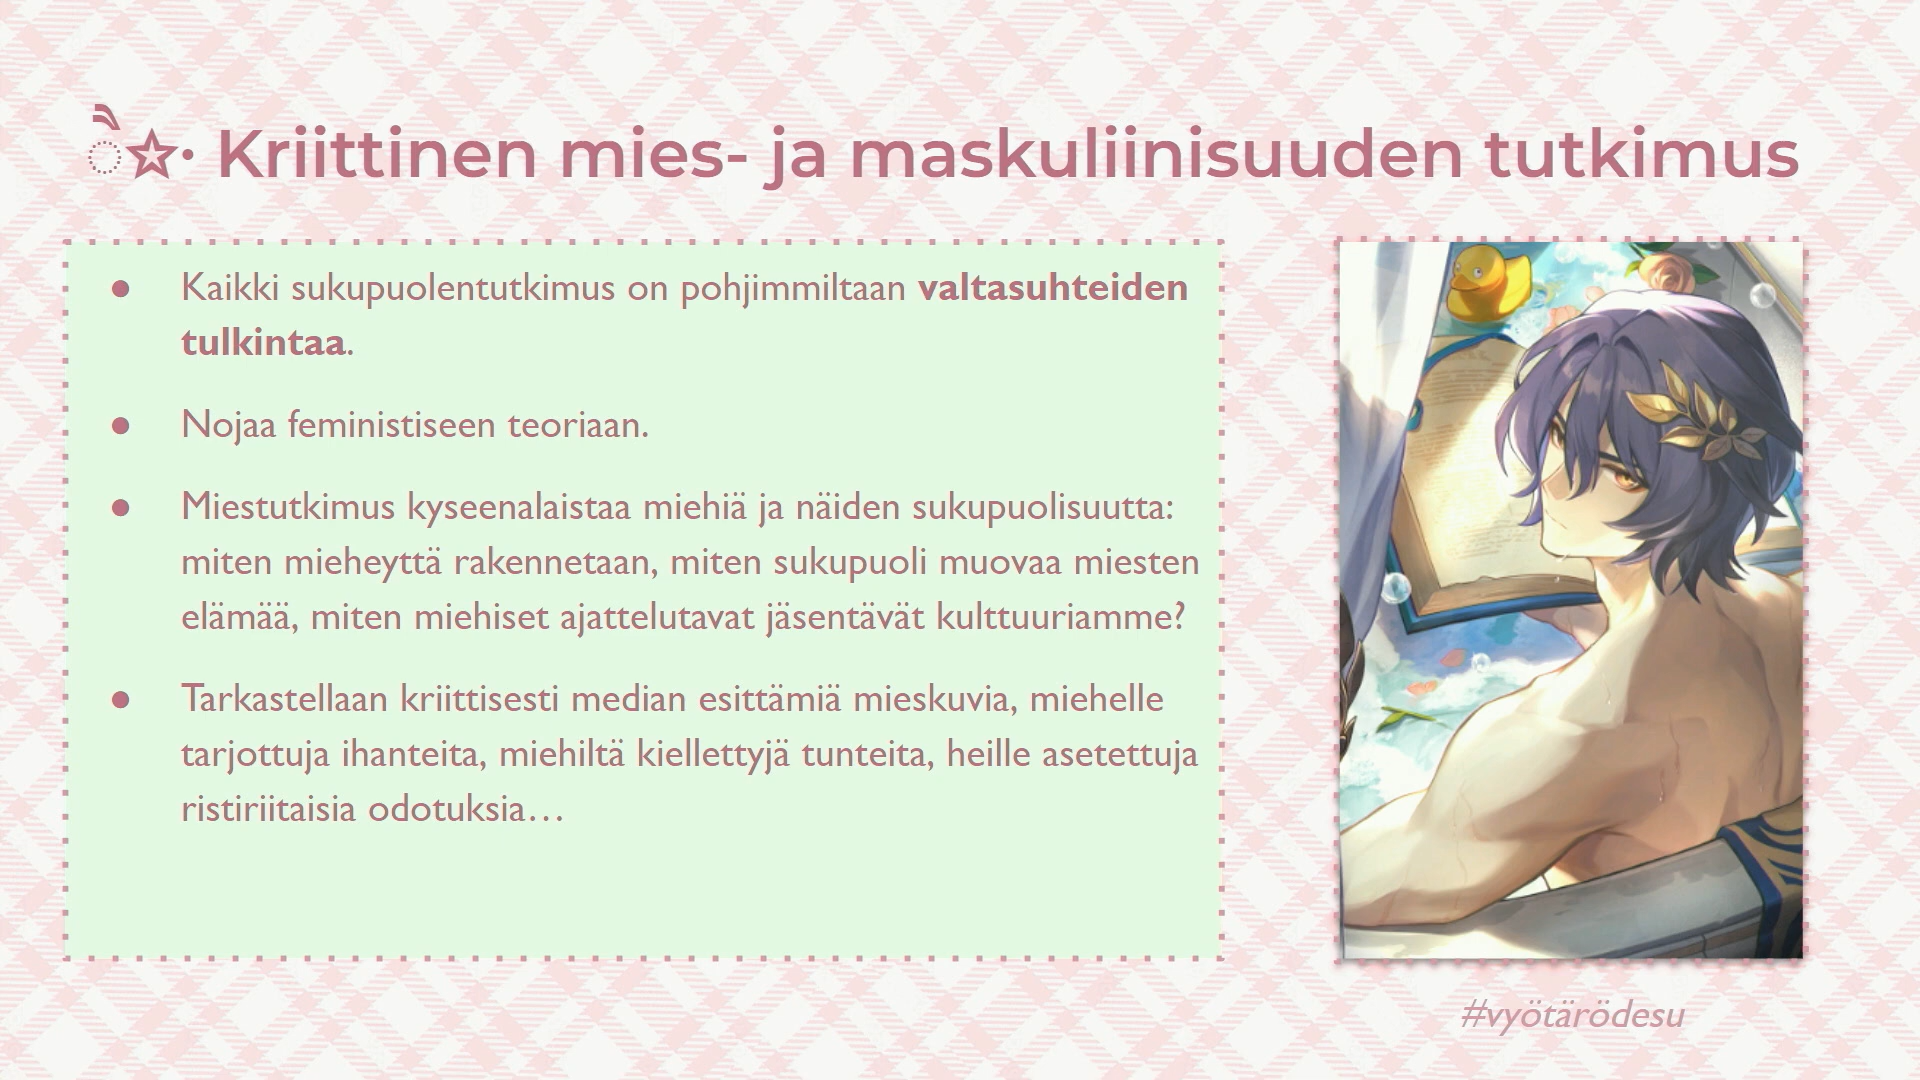 ☆· Kriittinen mies- ja maskuliinisuuden tutkimus
● Kaikki sukupuolentutkimus on pohjimmiltaan valtasuhteiden
tulkintaa.
● Nojaa feministiseen teoriaan.
● Miestutkimus kyseenalaistaa miehiä ja näiden sukupuolisuutta:
miten mieheyttä rakennetaan, miten sukupuoli muovaa miesten
elämää, miten miehiset ajattelutavat jäsentävät kulttuuriamme?
● Tarkastellaan kriittisesti median esittämiä mieskuvia, miehelle
tarjottuja ihanteita, miehiltä kiellettyjä tunteita, heille asetettuja
ristiriitaisia odotuksia…
#vyötärödesu